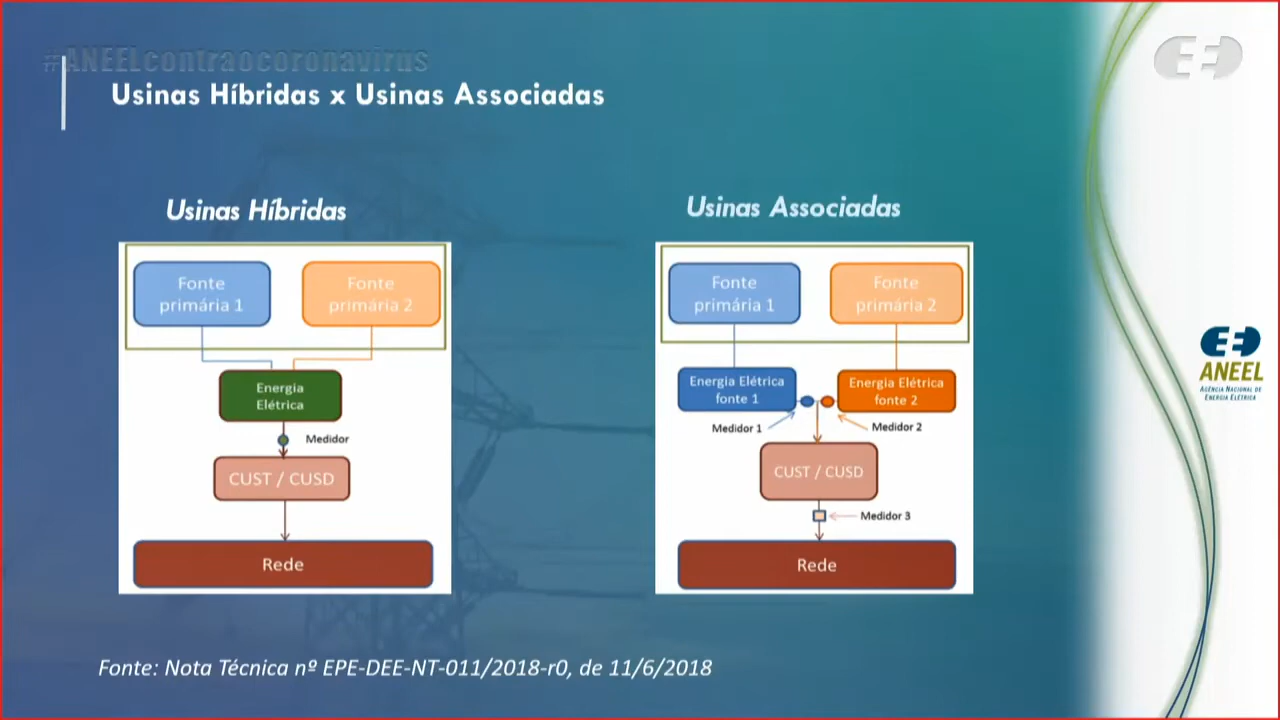 #ANEELcontraocoronavirus
Usinas Híbridas x Usinas Associadas
Usinas Híbridas
Fonte
primária 1
Fonte
primária 2
Energia
Elétrica
Medidor
CUST / CUSD
Rede
Usinas Associadas
Fonte
primária 1
Fonte
primária 2
Energia Elétrica
fonte 1
Energia Elétrica
fonte 2
Medidor 1
Medidor 2
CUST / CUSD
Medidor 3
Rede
ANEEL
AGÊNCIA NACIONAL DE
ENERGIA ELÉTRICA
Fonte: Nota Técnica nº EPE-DEE-NT-011/2018-r0, de 11/6/2018